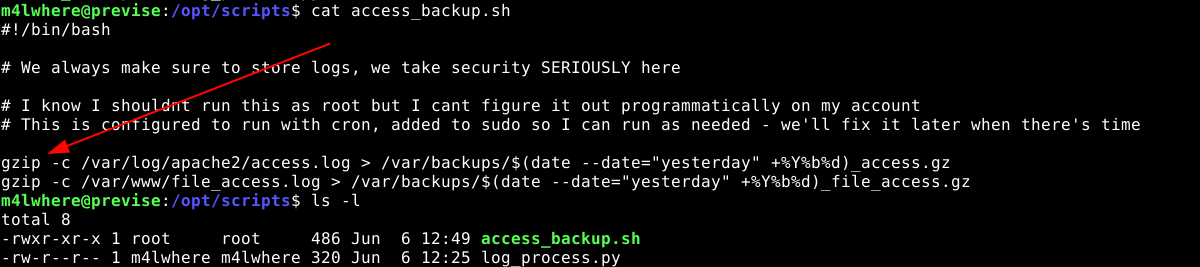 m4lwhere@previse:/opt/scripts$ cat access_backup.sh
#!/bin/bash
# We always make sure to store logs, we take security SERIOUSLY here
# I know I shouldnt run this as root but I cant figure it out programmatically on my account
# This is configured to run with cron, added to sudo so I can run as needed - we'll fix it later when there's time
gzip -c /var/log/apache2/access.log > /var/backups/$(date --date="yesterday" +%Y%b%d)_access.gz
gzip -c /var/www/file_access.log > /var/backups/$(date --date="yesterday" +%Y%b%d)_file_access.gz
m4lwhere@previse:/opt/scripts$ ls -l
total 8
-rwxr-xr-x 1 root     root     486 Jun  6 12:49 access_backup.sh
-rw-r--r-- 1 m4lwhere m4lwhere 320 Jun  6 12:25 log_process.py